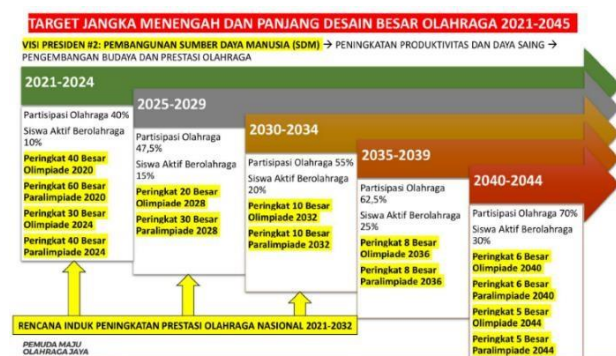 TARGET JANGKA MENENGAH DAN PANJANG DESAIN BESAR OLAHRAGA 2021-2045
VISI PRESIDEN #2: PEMBANGUNAN SUMBER DAYA MANUSIA (SDM) → PENINGKATAN PRODUKTIVITAS DAN DAYA SAING →
PENGEMBANGAN BUDAYA DAN PRESTASI OLAHRAGA
2021-2024
Partisipasi Olahraga 40%
Siswa Aktif Berolahraga
10%
Peringkat 40 Besar
Olimpiade 2020
Peringkat 60 Besar
Paralimpiade 2020
Peringkat 30 Besar
Olimpiade 2024
Peringkat 40 Besar
Paralimpiade 2024
2025-2029
Partisipasi Olahraga
47,5%
Siswa Aktif Berolahraga
15%
Peringkat 20 Besar
Olimpiade 2028
Peringkat 30 Besar
Paralimpiade 2028
2030-2034
Partisipasi Olahraga 55%
Siswa Aktif Berolahraga
20%
Peringkat 10 Besar
Olimpiade 2032
Peringkat 10 Besar
Paralimpiade 2032
2035-2039
Partisipasi Olahraga
62,5%
Siswa Aktif Berolahraga
25%
Peringkat 8 Besar
Olimpiade 2036
Peringkat 8 Besar
Paralimpiade 2036
2040-2044
Partisipasi Olahraga 70%
Siswa Aktif Berolahraga
30%
Peringkat 6 Besar
Olimpiade 2040
Peringkat 6 Besar
Paralimpiade 2040
Peringkat 5 Besar
Olimpiade 2044
Peringkat 5 Besar
Paralimpiade 2044
RENCANA INDUK PENINGKATAN PRESTASI OLAHRAGA NASIONAL 2021-2032
PEMUDA MAJU
OLAHRAGA JAYA